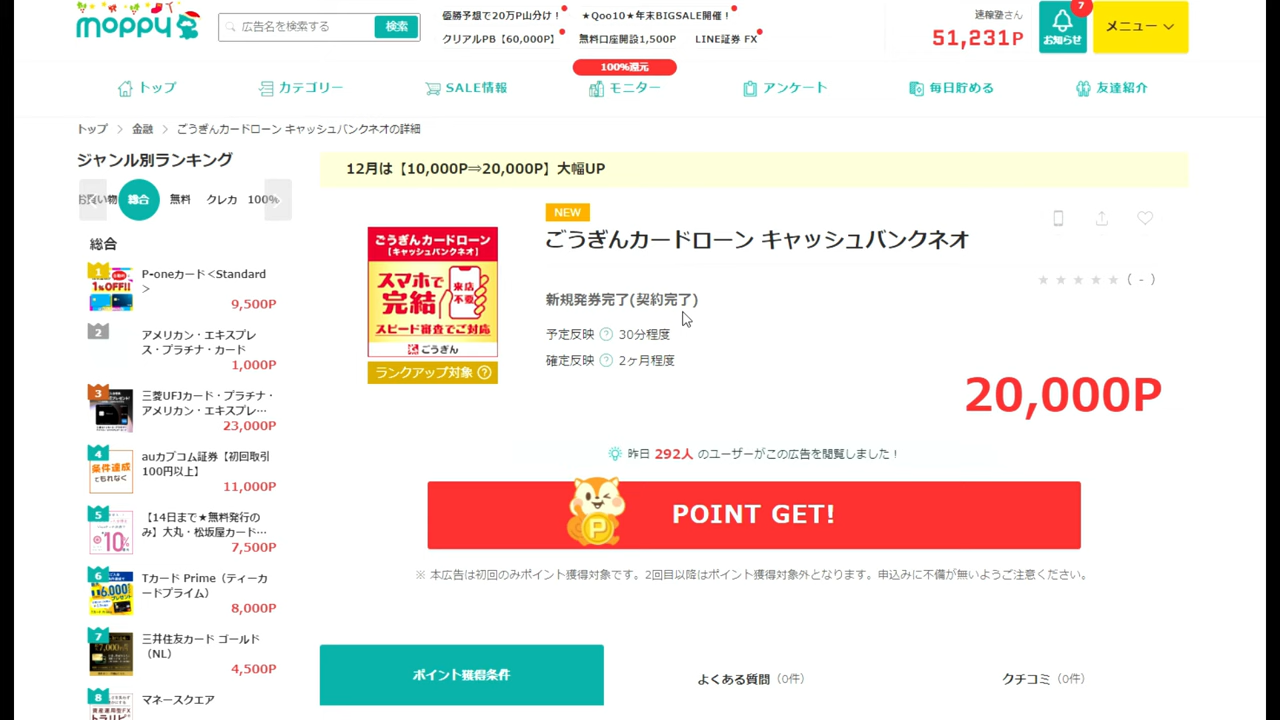 moppy
広告名を検索する
検索
優勝予想で20万P山分け！
★Qoo10★年末BIGSALE開催！
クリアルPB【60,000P】
無料口座開設1,500P
LINE証券 FX
速稼塾さん
51,231P
7
お知らせ
メニュー
100%還元
トップ
カテゴリー
SALE情報
モニター
アンケート
毎日貯める
友達紹介
トップ > 金融 > ごうぎんカードローン キャッシュバンクネオの詳細
ジャンル別ランキング
総合
無料
クレカ
100%
総合
1
P-oneカード＜Standard
＞
9,500P
2
アメリカン・エキスプレ
ス・プラチナ・カード
1,000P
3
三菱UFJカード・プラチナ・
アメリカン・エキスプレ…
23,000P
4
条件達成
でもれなく
auカブコム証券【初回取引
100円以上】
11,000P
5
10%
【14日まで★無料発行の
み】大丸・松坂屋カード…
7,500P
6
Tカード Prime（ティーカ
ードプライム）
8,000P
7
三井住友カード ゴールド
（NL）
4,500P
8
マネースクエア
12月は【10,000P⇒20,000P】大幅UP
ごうぎんカードローン
【キャッシュバンクネオ】
スマホで
完結
来店
不要
スピード審査でご対応
ごうぎん
ランクアップ対象
NEW
ごうぎんカードローン キャッシュバンクネオ
( - )
新規発券完了(契約完了)
予定反映 ? 30分程度
確定反映 ? 2ヶ月程度
20,000P
昨日 292人 のユーザーがこの広告を閲覧しました！
POINT GET!
※ 本広告は初回のみポイント獲得対象です。2回目以降はポイント獲得対象外となります。申込みに不備が無いようご注意ください。
ポイント獲得条件
よくある質問（0件）
クチコミ（0件）